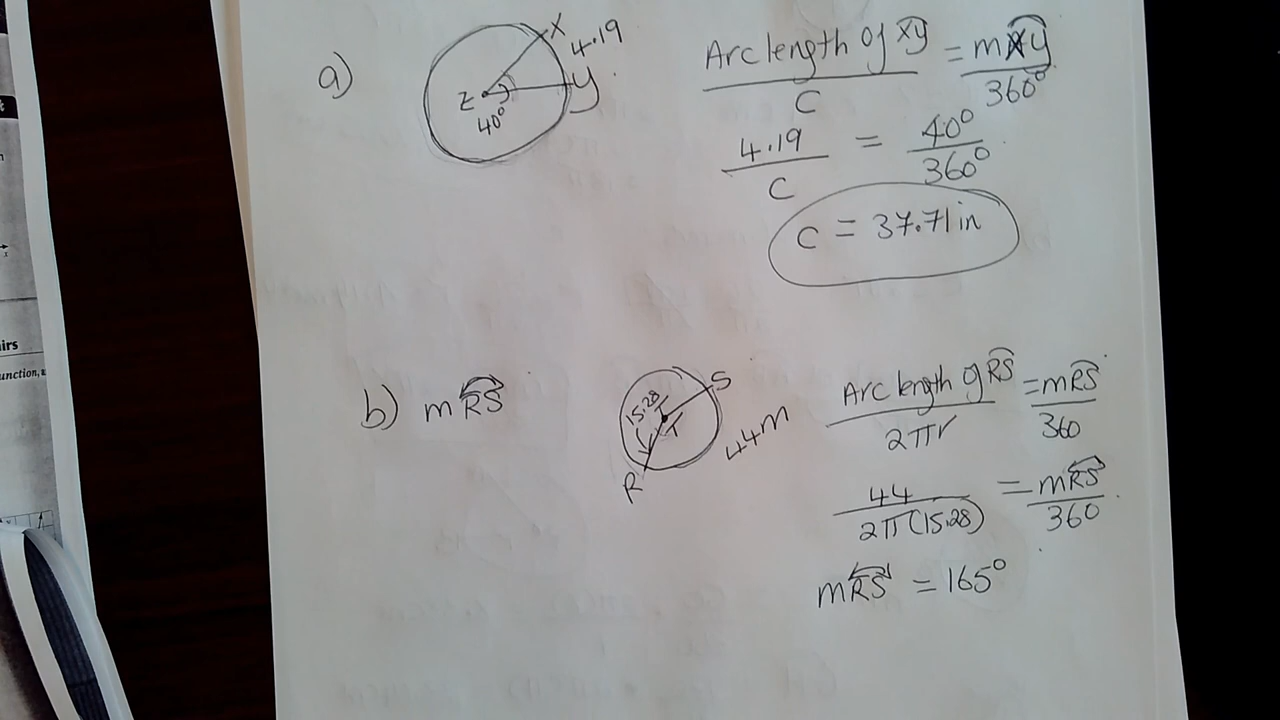 a)
X
4.19
Z
Y
40°
Arc length of XY = mXY
C
360°
4.19 = 40°
C
360°
C = 37.71 in
b) mRS
15.28
S
T
R
44m
Arc length of RS = mRS
2πr
360
44 = mRS
2π(15.28)
360
mRS = 165°
irs
unction,